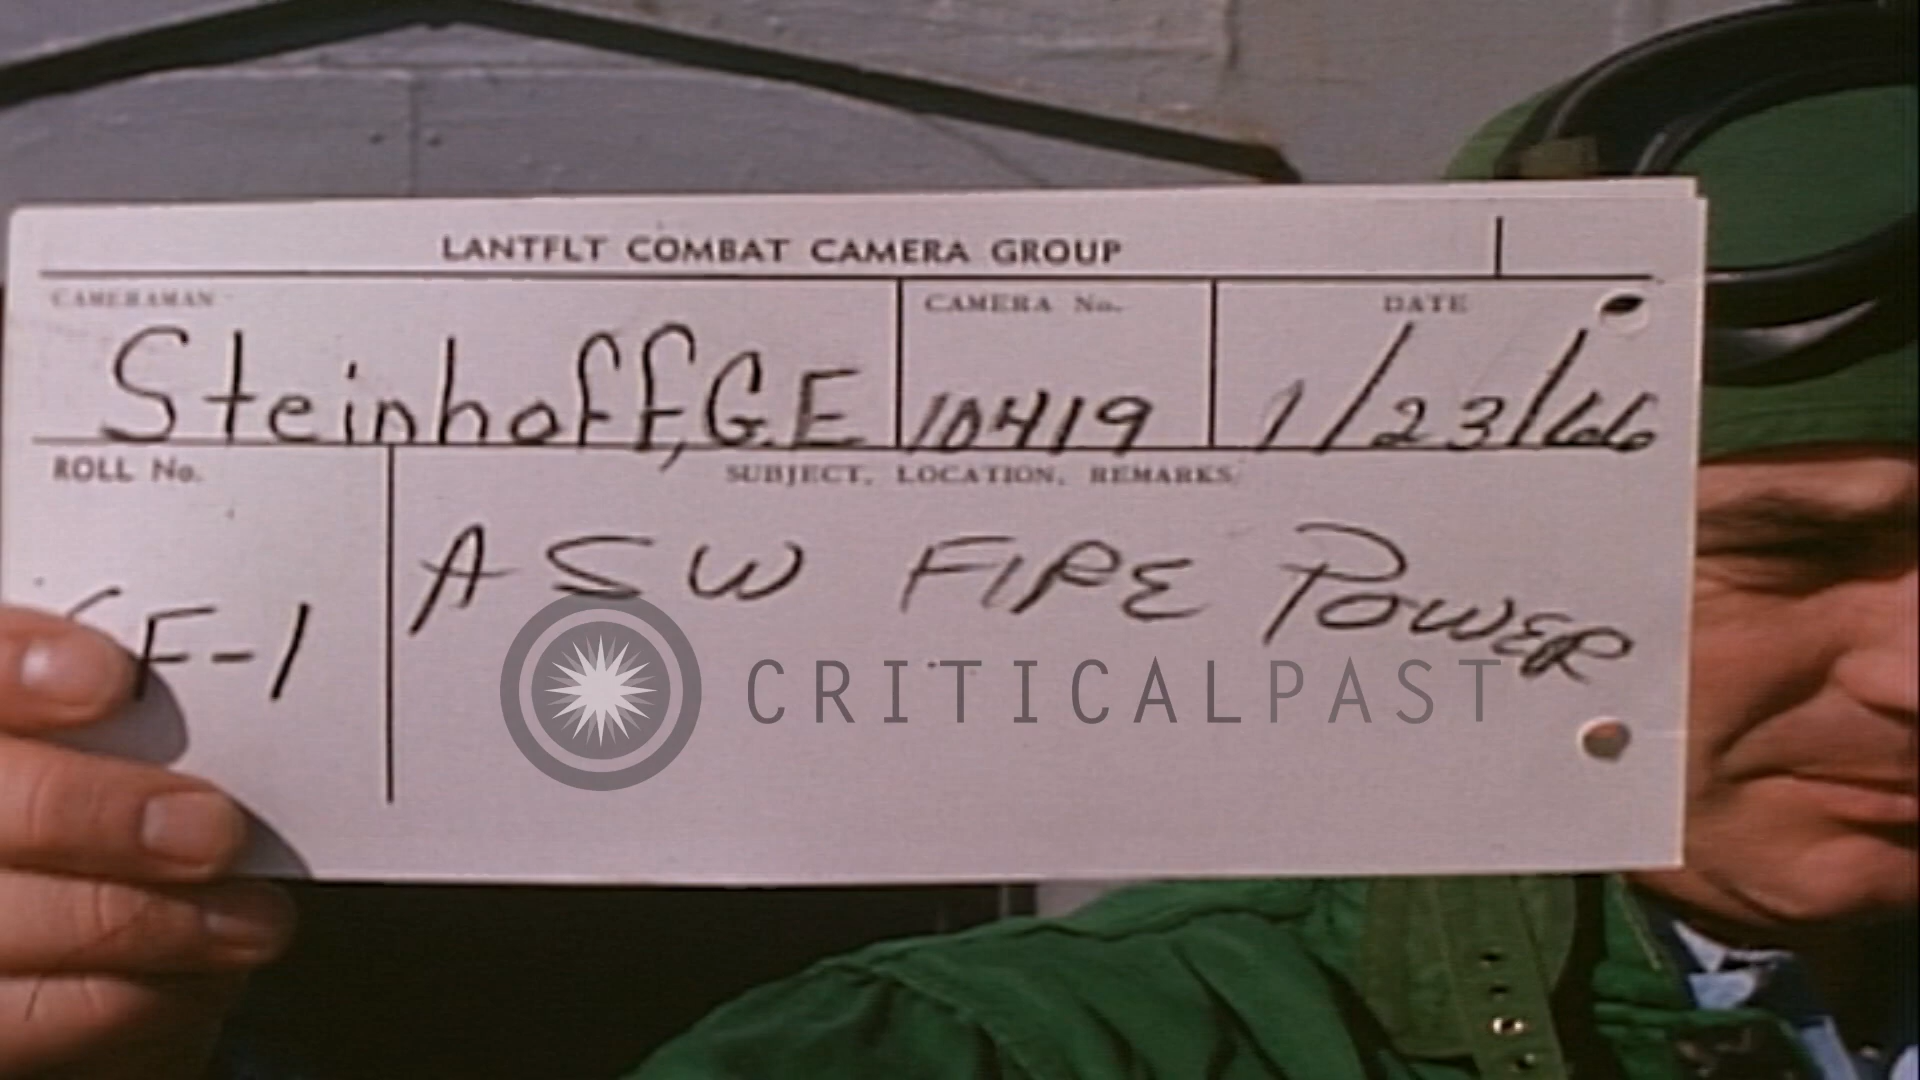 LANTFLT COMBAT CAMERA GROUP
CAMERAMAN CAMERA No. DATE
Steinhoff, G.E 10419 1/23/66
ROLL No. SUBJECT, LOCATION, REMARKS
F-1 ASW FIRE POWER
CRITICALPAST